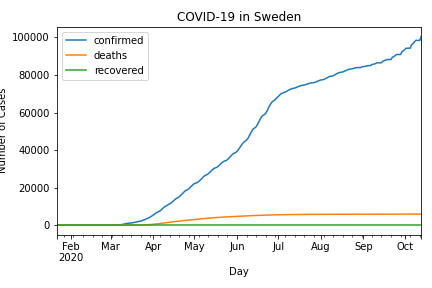 COVID-19 in Sweden
100000
80000
60000
40000
20000
0
Number of Cases
confirmed
deaths
recovered
Feb Mar Apr May Jun Jul Aug Sep Oct
2020
Day